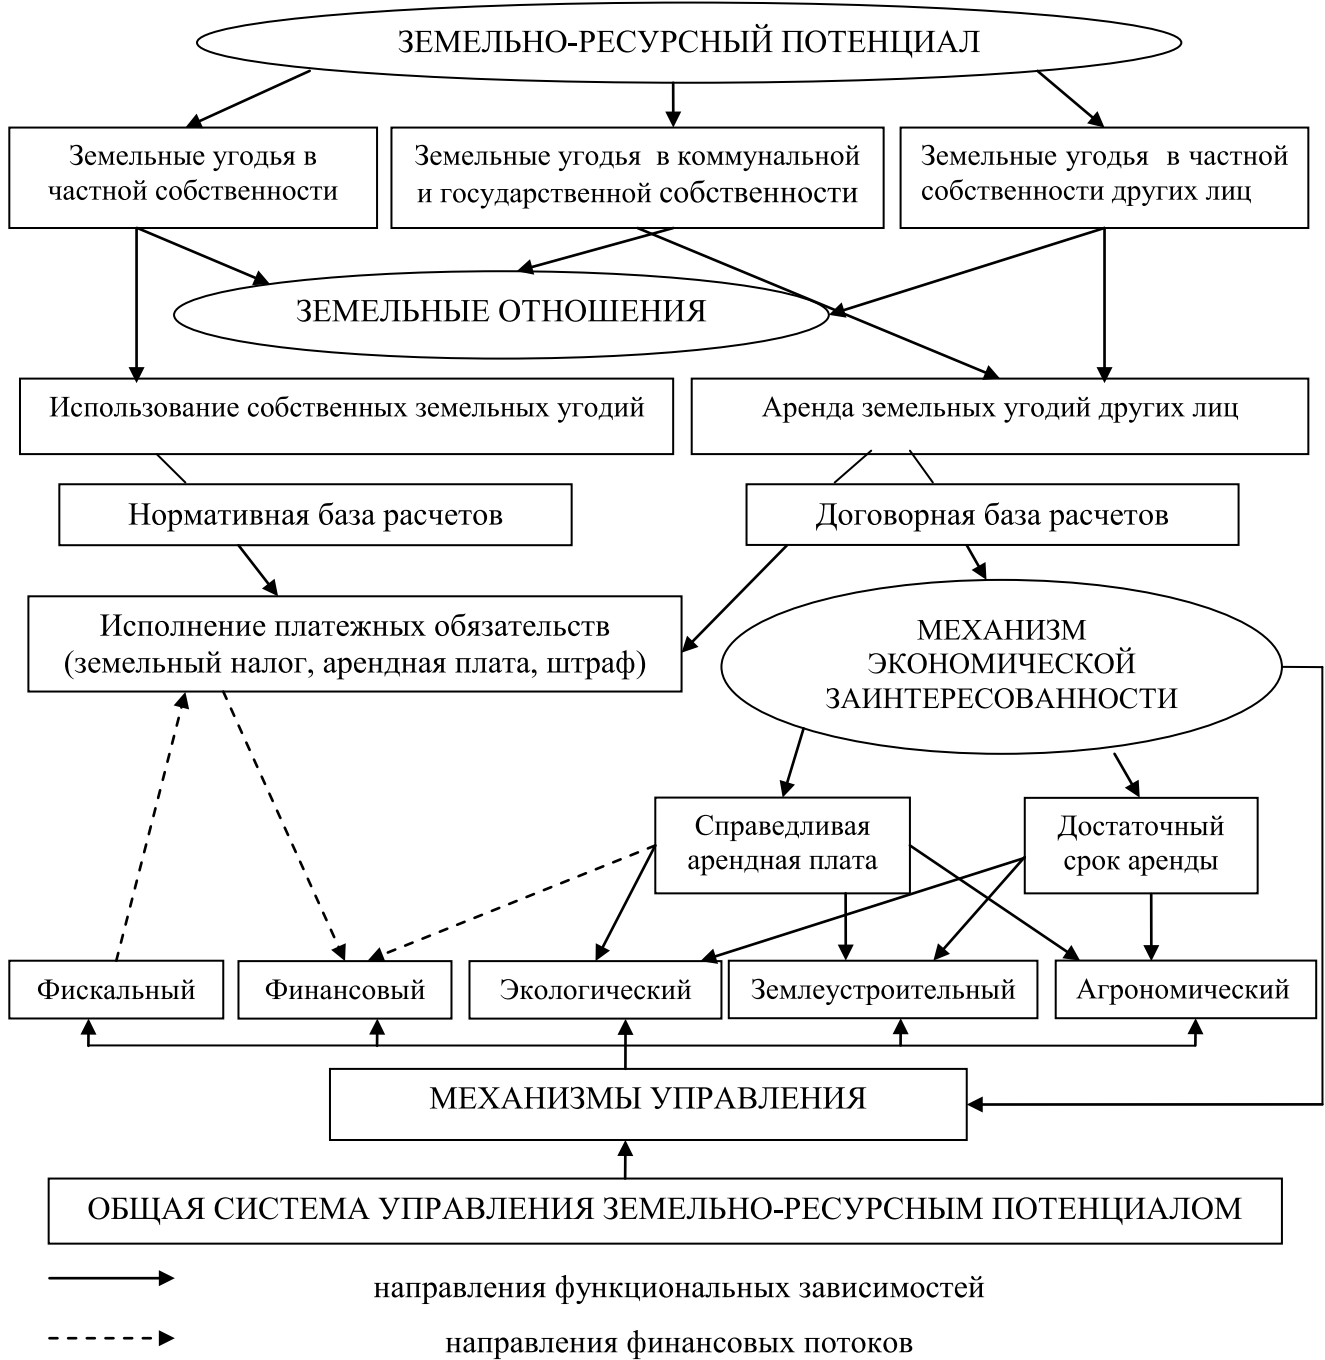 ЗЕМЕЛЬНО-РЕСУРСНЫЙ ПОТЕНЦИАЛ
Земельные угодья в
частной собственности
Земельные угодья в коммунальной
и государственной собственности
Земельные угодья в частной
собственности других лиц
ЗЕМЕЛЬНЫЕ ОТНОШЕНИЯ
Использование собственных земельных угодий
Аренда земельных угодий других лиц
Нормативная база расчетов
Договорная база расчетов
Исполнение платежных обязательств
(земельный налог, арендная плата, штраф)
МЕХАНИЗМ
ЭКОНОМИЧЕСКОЙ
ЗАИНТЕРЕСОВАННОСТИ
Справедливая
арендная плата
Достаточный
срок аренды
Фискальный
Финансовый
Экологический
Землеустроительный
Агрономический
МЕХАНИЗМЫ УПРАВЛЕНИЯ
ОБЩАЯ СИСТЕМА УПРАВЛЕНИЯ ЗЕМЕЛЬНО-РЕСУРСНЫМ ПОТЕНЦИАЛОМ
направления функциональных зависимостей
направления финансовых потоков